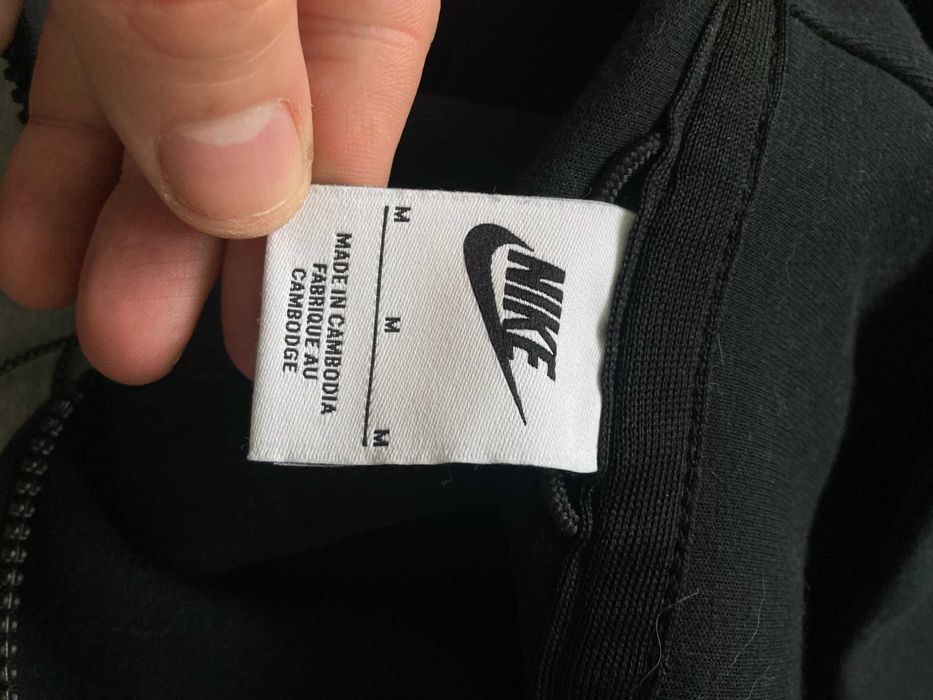 NIKE
M M M
MADE IN CAMBODIA
FABRIQUE AU
CAMBODGE